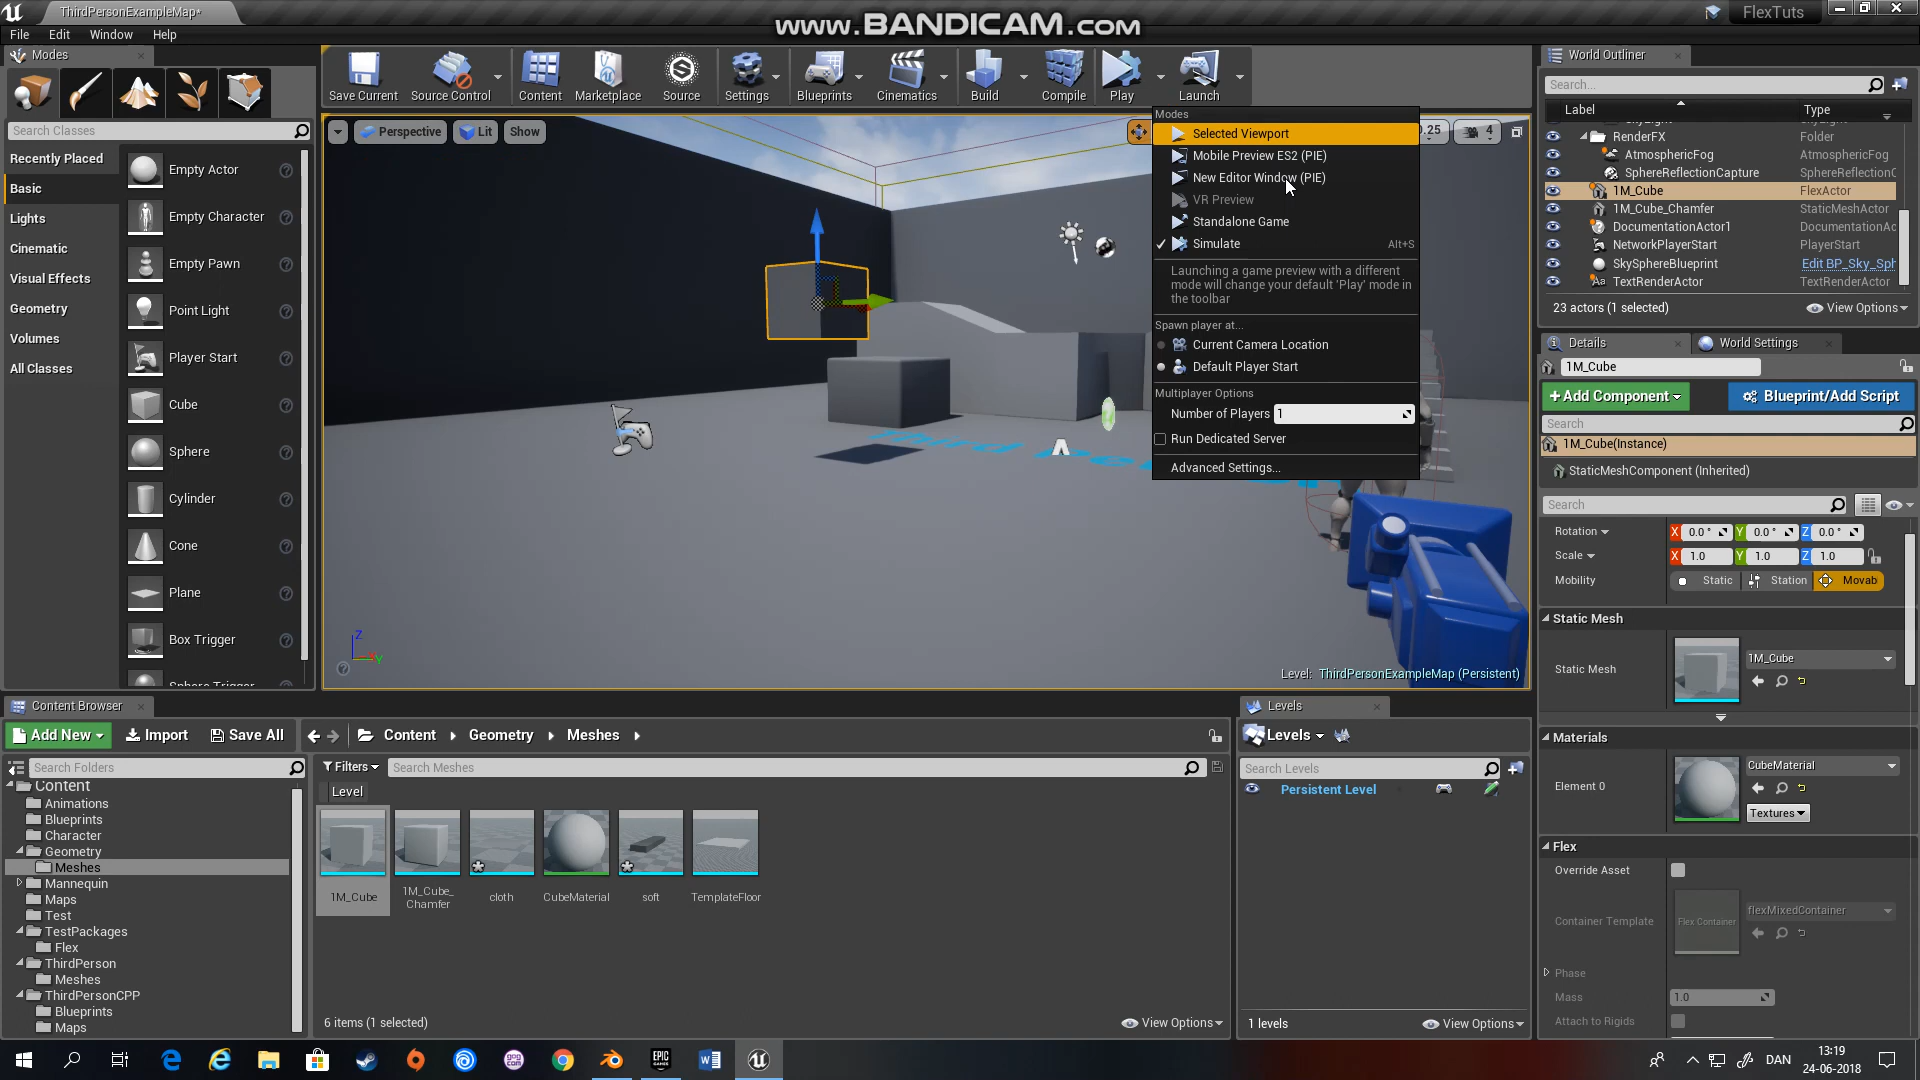 ThirdPersonExampleMap*
www.BANDICAM.com
FlexTuts
File Edit Window Help
Modes
Search Classes
Recently Placed
Basic
Lights
Cinematic
Visual Effects
Geometry
Volumes
All Classes
Empty Actor
Empty Character
Empty Pawn
Point Light
Player Start
Cube
Sphere
Cylinder
Cone
Plane
Box Trigger
Sphere Trigger
Save Current
Source Control
Content
Marketplace
Source
Settings
Blueprints
Cinematics
Build
Compile
Play
Launch
Perspective
Lit
Show
0.25
4
Modes
Selected Viewport
Mobile Preview ES2 (PIE)
New Editor Window (PIE)
VR Preview
Standalone Game
Simulate Alt+S
Launching a game preview with a different
mode will change your default 'Play' mode in
the toolbar
Spawn player at...
Current Camera Location
Default Player Start
Multiplayer Options
Number of Players 1
Run Dedicated Server
Advanced Settings...
Level: ThirdPersonExampleMap (Persistent)
World Outliner
Search...
Label Type
RenderFX Folder
AtmosphericFog AtmosphericFog
SphereReflectionCapture SphereReflectionC
1M_Cube FlexActor
1M_Cube_Chamfer StaticMeshActor
DocumentationActor1 DocumentationAc
NetworkPlayerStart PlayerStart
SkySphereBlueprint Edit BP_Sky_Sph
TextRenderActor TextRenderActor
23 actors (1 selected) View Options
Details World Settings
1M_Cube
+Add Component Blueprint/Add Script
Search
1M_Cube(Instance)
StaticMeshComponent (Inherited)
Search
Rotation X 0.0 ° Y 0.0 ° Z 0.0 °
Scale X 1.0 Y 1.0 Z 1.0
Mobility Static Station Movab
Static Mesh
Static Mesh 1M_Cube
Materials
Element 0 CubeMaterial
Textures
Flex
Override Asset
Container Template Flex Container flexMixedContainer
Phase
Mass 1.0
Attach to Rigids
Content Browser
Add New Import Save All Content Geometry Meshes
Search Folders
Content
Animations
Blueprints
Character
Geometry
Meshes
Mannequin
Maps
Test
TestPackages
Flex
ThirdPerson
Meshes
ThirdPersonCPP
Blueprints
Maps
Filters Search Meshes
Level
1M_Cube
1M_Cube_
Chamfer
cloth
CubeMaterial
soft
TemplateFloor
6 items (1 selected) View Options
Levels
Levels
Search Levels
Persistent Level
1 levels View Options
DAN
13:19
24-06-2018